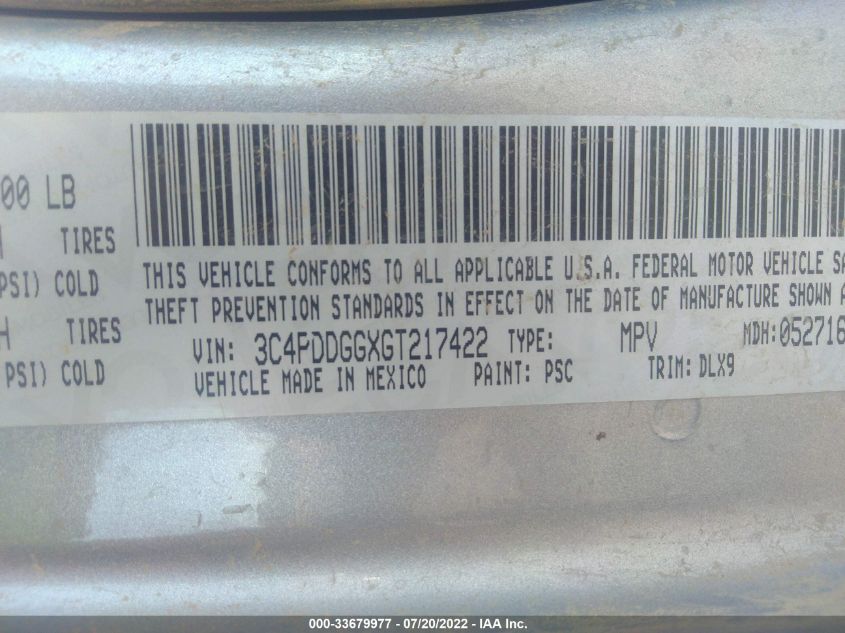 00 LB
TIRES
PSI) COLD
THIS VEHICLE CONFORMS TO ALL APPLICABLE U.S.A. FEDERAL MOTOR VEHICLE SA
THEFT PREVENTION STANDARDS IN EFFECT ON THE DATE OF MANUFACTURE SHOWN A
H TIRES
VIN: 3C4PDDGGXGT217422 TYPE: MPV MDH:052716
PSI) COLD
VEHICLE MADE IN MEXICO PAINT: PSC TRIM: DLX9
000-33679977 - 07/20/2022 - IAA Inc.